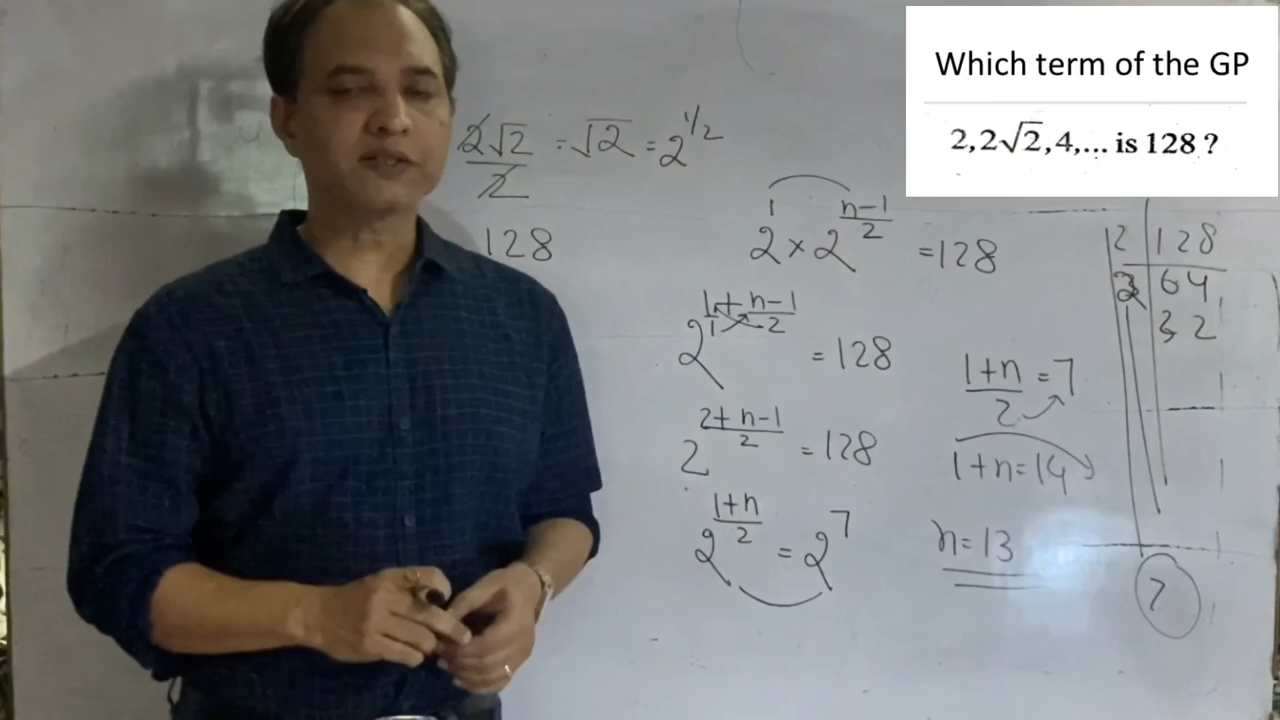 Which term of the GP
2, 2√2, 4,... is 128 ?
2√2/2 = √2 = 2^1/2
128
2^1 × 2^(n-1)/2 = 128
2^1/1 + (n-1)/2 = 128
2^(2+n-1)/2 = 128
2^(1+n)/2 = 2^7
(1+n)/2 = 7
1+n=14
n=13
2 | 128
2 | 64
32
7